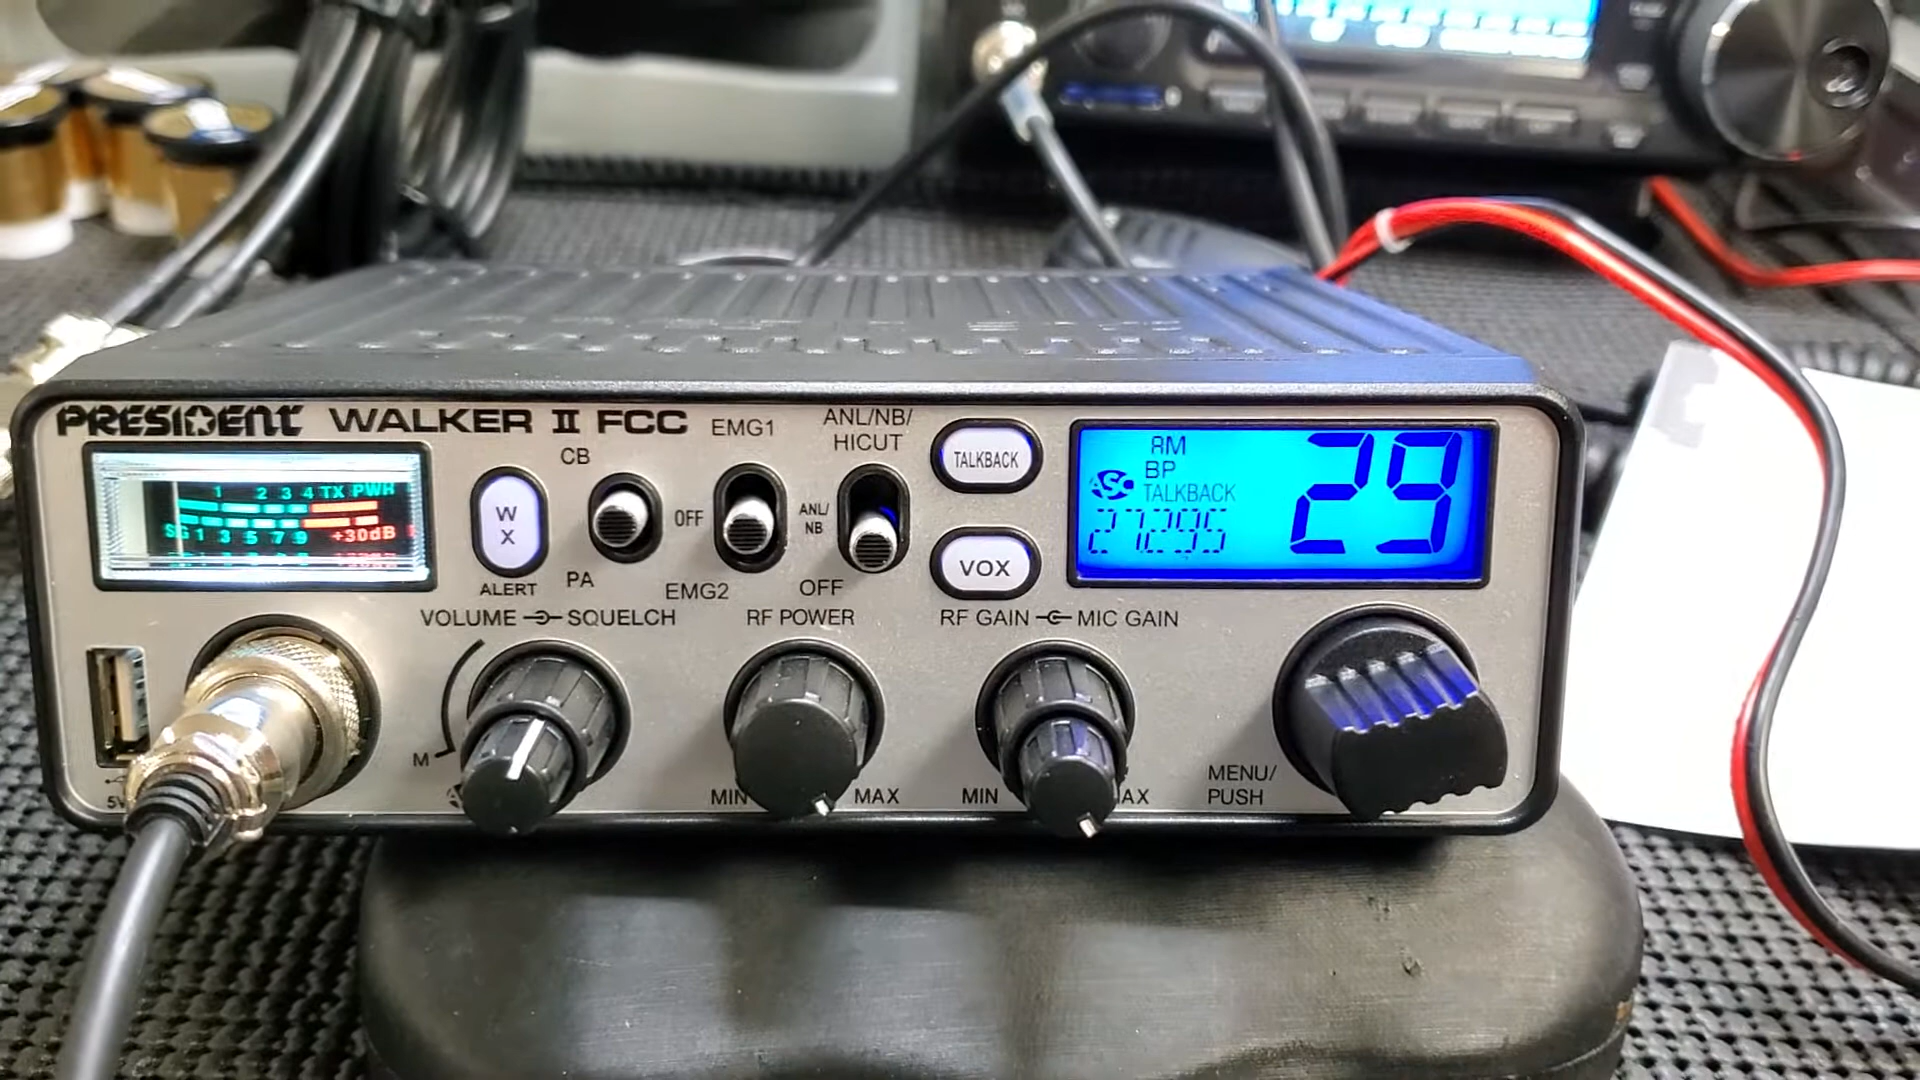 PRESIDENT WALKER II FCC
EMG1
ANL/NB/
HICUT
CB
OFF
ANL/
NB
PA
EMG2
OFF
W
X
ALERT
TALKBACK
VOX
AM
BP
ASC
TALKBACK
27295
29
1 2 3 4 TX PWR
SG 1 3 5 7 9 +30dB
VOLUME SQUELCH
RF POWER
RF GAIN MIC GAIN
M
MIN
MAX
MIN
AX
MENU/
PUSH
5V